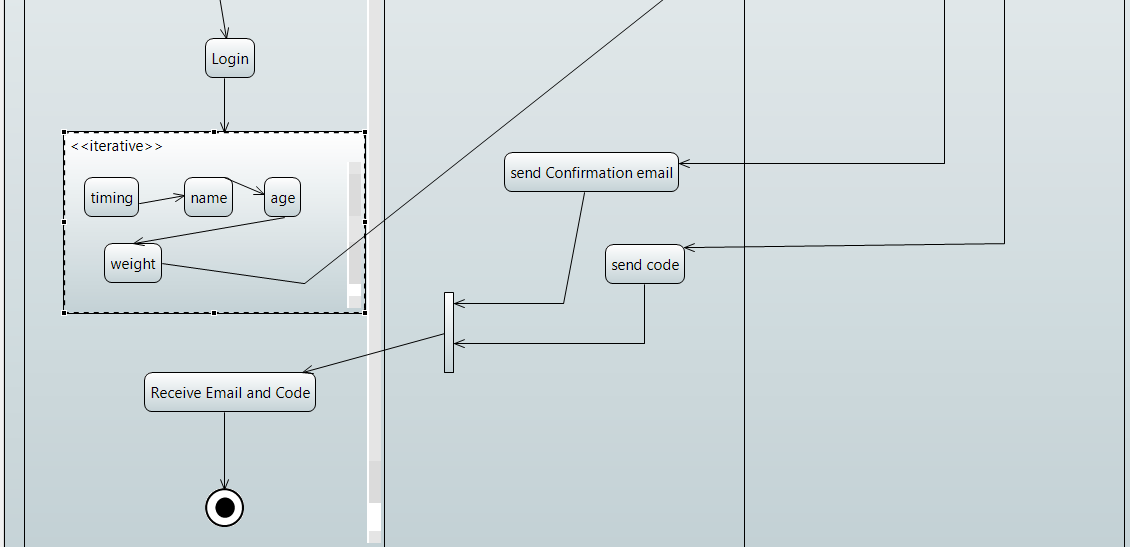 Login
<<iterative>>
timing
name
age
weight
send Confirmation email
send code
Receive Email and Code